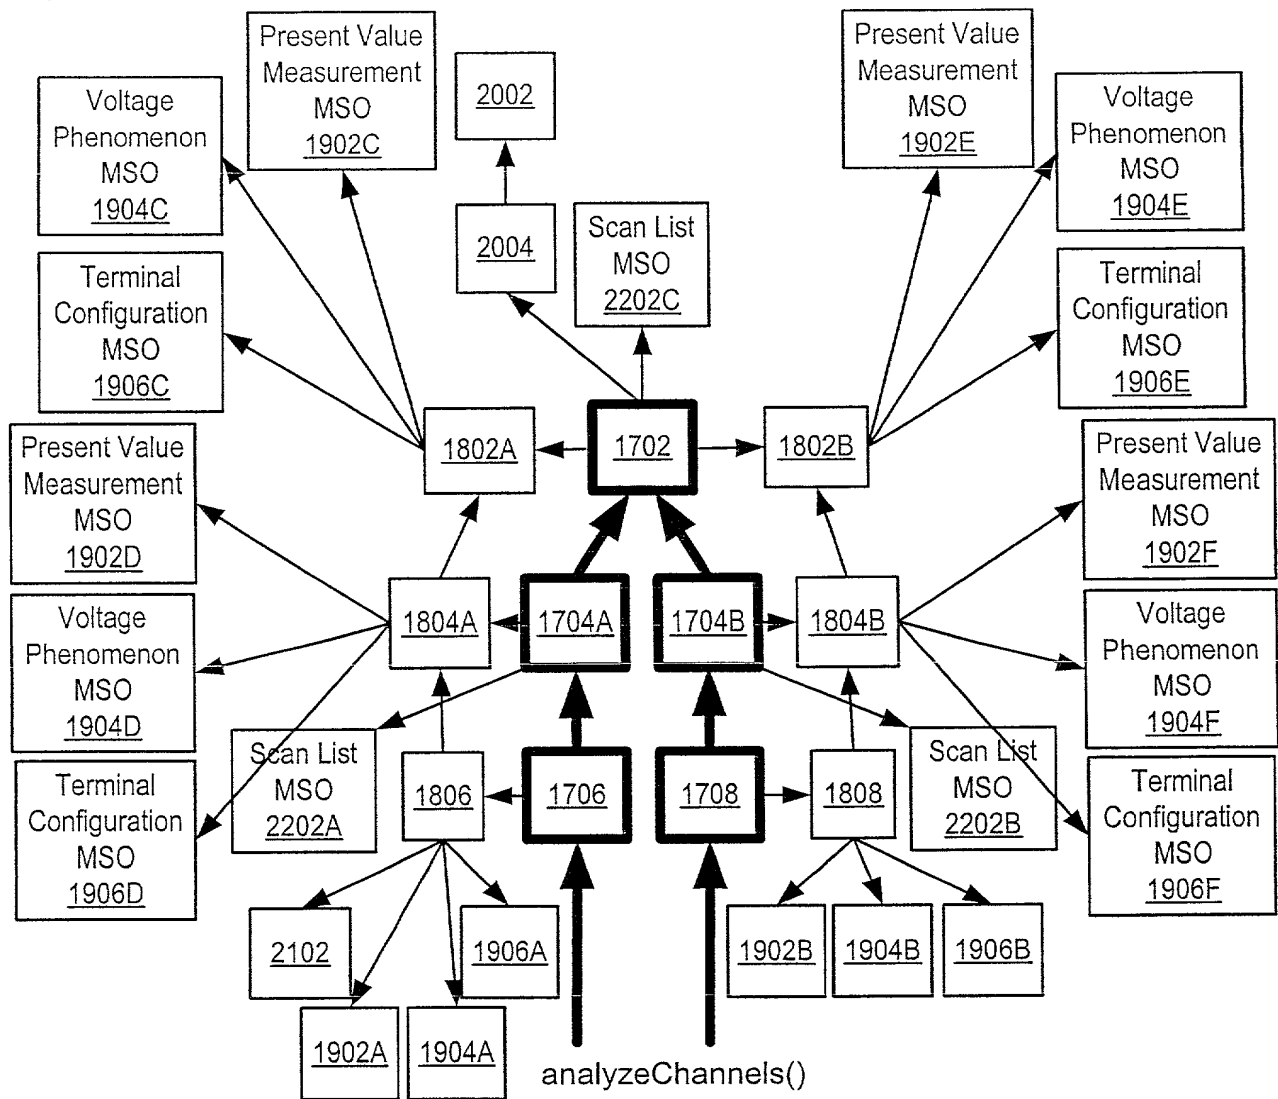 Present Value
Measurement
MSO
1902C
2002
Present Value
Measurement
MSO
1902E
Voltage
Phenomenon
MSO
1904C
Voltage
Phenomenon
MSO
1904E
2004
Scan List
MSO
2202C
Terminal
Configuration
MSO
1906C
Terminal
Configuration
MSO
1906E
1802A
1702
1802B
Present Value
Measurement
MSO
1902D
Present Value
Measurement
MSO
1902F
1804A
1704A
1704B
1804B
Voltage
Phenomenon
MSO
1904D
Voltage
Phenomenon
MSO
1904F
Scan List
MSO
2202A
1806
1706
1708
1808
Scan List
MSO
2202B
Terminal
Configuration
MSO
1906D
Terminal
Configuration
MSO
1906F
2102
1906A
1902B
1904B
1906B
1902A
1904A
analyzeChannels()